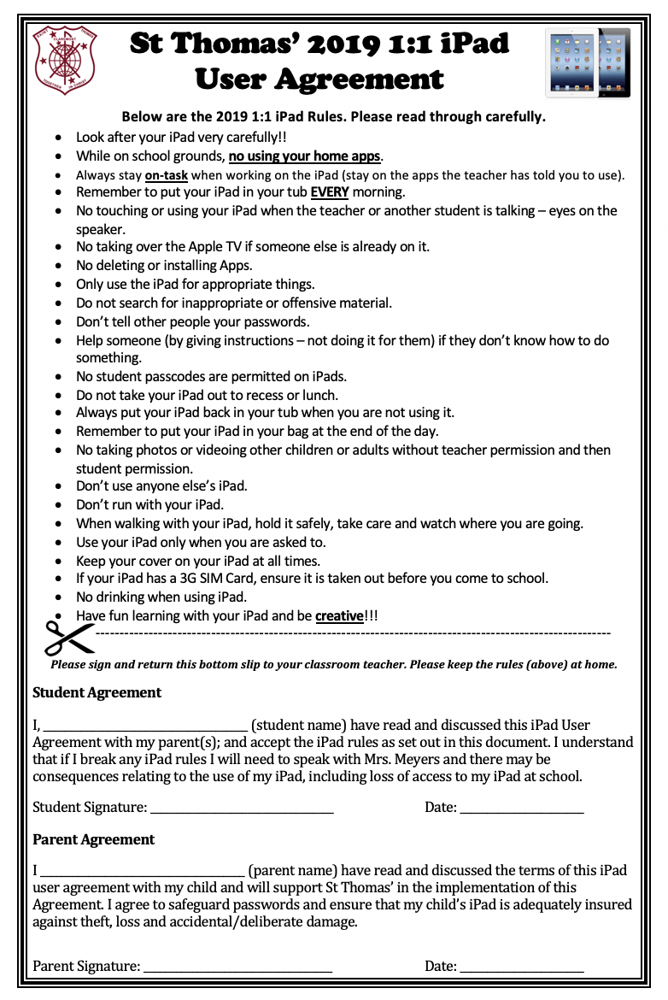 SAINT THOMAS
CLAREMONT
TOGETHER IN CHRIST
St Thomas’ 2019 1:1 iPad
User Agreement
Below are the 2019 1:1 iPad Rules. Please read through carefully.
• Look after your iPad very carefully!!
• While on school grounds, no using your home apps.
• Always stay on-task when working on the iPad (stay on the apps the teacher has told you to use).
• Remember to put your iPad in your tub EVERY morning.
• No touching or using your iPad when the teacher or another student is talking – eyes on the
speaker.
• No taking over the Apple TV if someone else is already on it.
• No deleting or installing Apps.
• Only use the iPad for appropriate things.
• Do not search for inappropriate or offensive material.
• Don’t tell other people your passwords.
• Help someone (by giving instructions – not doing it for them) if they don’t know how to do
something.
• No student passcodes are permitted on iPads.
• Do not take your iPad out to recess or lunch.
• Always put your iPad back in your tub when you are not using it.
• Remember to put your iPad in your bag at the end of the day.
• No taking photos or videoing other children or adults without teacher permission and then
student permission.
• Don’t use anyone else’s iPad.
• Don’t run with your iPad.
• When walking with your iPad, hold it safely, take care and watch where you are going.
• Use your iPad only when you are asked to.
• Keep your cover on your iPad at all times.
• If your iPad has a 3G SIM Card, ensure it is taken out before you come to school.
• No drinking when using iPad.
• Have fun learning with your iPad and be creative!!!
Please sign and return this bottom slip to your classroom teacher. Please keep the rules (above) at home.
Student Agreement
I, ______________________________ (student name) have read and discussed this iPad User
Agreement with my parent(s); and accept the iPad rules as set out in this document. I understand
that if I break any iPad rules I will need to speak with Mrs. Meyers and there may be
consequences relating to the use of my iPad, including loss of access to my iPad at school.
Student Signature: ___________________________ Date: __________________
Parent Agreement
I ______________________________ (parent name) have read and discussed the terms of this iPad
user agreement with my child and will support St Thomas’ in the implementation of this
Agreement. I agree to safeguard passwords and ensure that my child’s iPad is adequately insured
against theft, loss and accidental/deliberate damage.
Parent Signature: ____________________________ Date: __________________